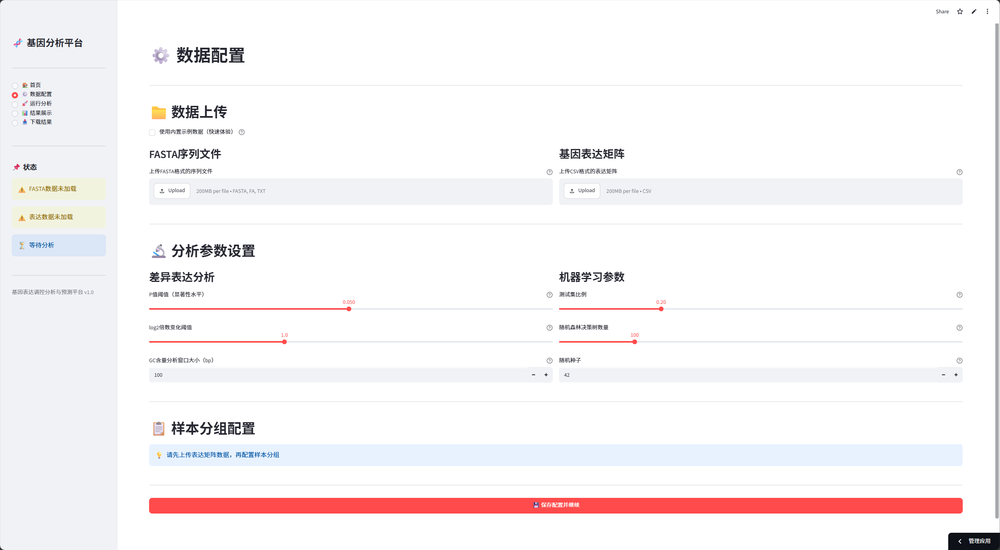 Share
基因分析平台
首页
数据配置
运行分析
结果展示
下载结果
状态
FASTA数据未加载
表达数据未加载
等待分析
基因表达调控分析与预测平台 v1.0
数据配置
数据上传
使用内置示例数据（快速体验）
FASTA序列文件
上传FASTA格式的序列文件
Upload
200MB per file • FASTA, FA, TXT
基因表达矩阵
上传CSV格式的表达矩阵
Upload
200MB per file • CSV
分析参数设置
差异表达分析
P值阈值（显著性水平）
0.050
log2倍数变化阈值
1.0
GC含量分析窗口大小（bp）
100
机器学习参数
测试集比例
0.20
随机森林决策树数量
100
随机种子
42
样本分组配置
请先上传表达矩阵数据，再配置样本分组
保存配置并继续
管理应用